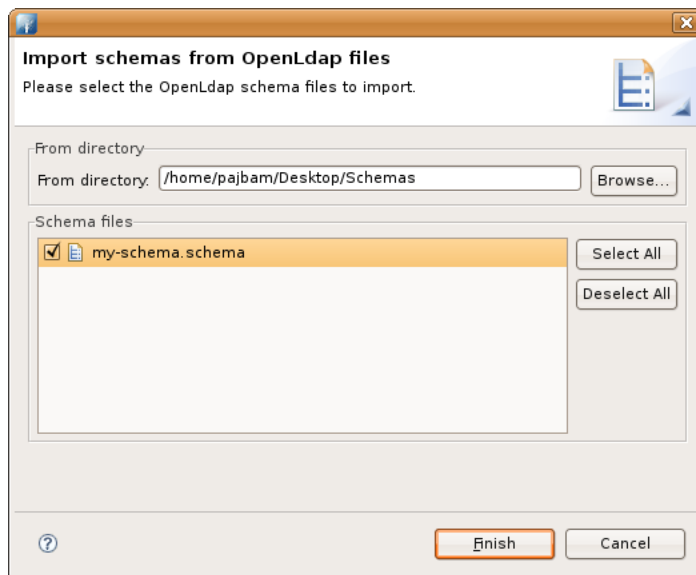 Import schemas from OpenLdap files
Please select the OpenLdap schema files to import.
From directory
From directory: /home/pajbam/Desktop/Schemas Browse...
Schema files
my-schema.schema
Select All
Deselect All
?
Finish Cancel